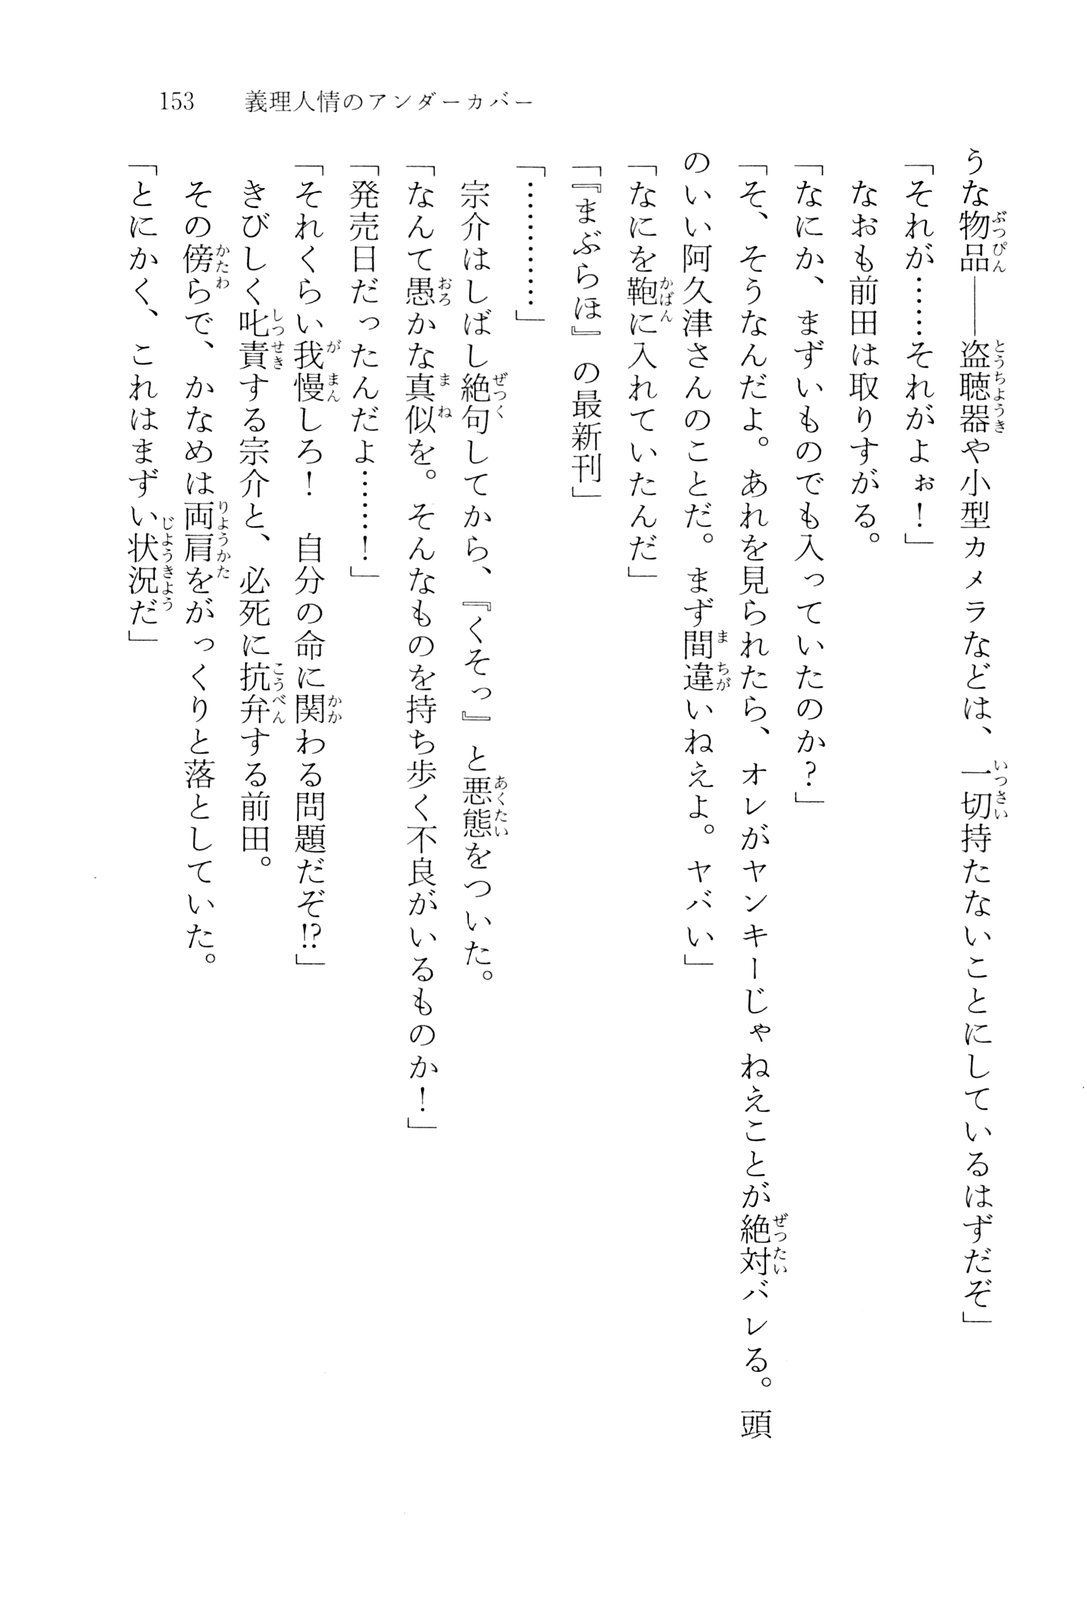 153　義理人情のアンダーカバー
うな物品――盗聴器や小型カメラなどは、一切持たないことにしているはずだぞ」
「それが……それがよぉ！」
　なおも前田は取りすがる。
「なにか、まずいものでも入っていたのか？」
「そ、そうなんだよ。あれを見られたら、オレがヤンキーじゃねえことが絶対バレる。頭
のいい阿久津さんのことだ。まず間違いねえよ。ヤバい」
「なにを鞄に入れていたんだ」
「『まぶらほ』の最新刊」
「…………」
　宗介はしばし絶句してから、『くそっ』と悪態をついた。
「なんて愚かな真似を。そんなものを持ち歩く不良がいるものか！」
「発売日だったんだよ……！」
「それくらい我慢しろ！　自分の命に関わる問題だぞ!?」
　きびしく叱責する宗介と、必死に抗弁する前田。
　その傍らで、かなめは両肩をがっくりと落としていた。
「とにかく、これはまずい状況だ」